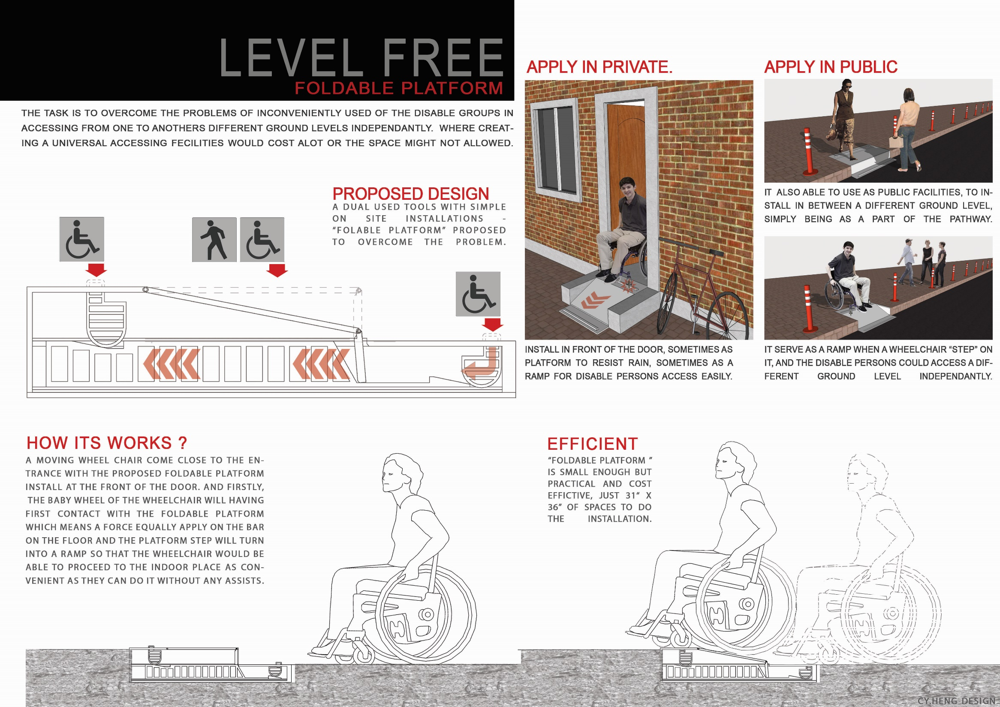 LEVEL FREE
FOLDABLE PLATFORM
THE TASK IS TO OVERCOME THE PROBLEMS OF INCONVENIENTLY USED OF THE DISABLE GROUPS IN
ACCESSING FROM ONE TO ANOTHERS DIFFERENT GROUND LEVELS INDEPENDANTLY. WHERE CREAT-
ING A UNIVERSAL ACCESSING FECILITIES WOULD COST ALOT OR THE SPACE MIGHT NOT ALLOWED.
PROPOSED DESIGN
A DUAL USED TOOLS WITH SIMPLE
ON SITE INSTALLATIONS -
“FOLABLE PLATFORM” PROPOSED
TO OVERCOME THE PROBLEM.
APPLY IN PRIVATE.
INSTALL IN FRONT OF THE DOOR, SOMETIMES AS
PLATFORM TO RESIST RAIN, SOMETIMES AS A
RAMP FOR DISABLE PERSONS ACCESS EASILY.
APPLY IN PUBLIC
IT ALSO ABLE TO USE AS PUBLIC FACILITIES, TO IN-
STALL IN BETWEEN A DIFFERENT GROUND LEVEL,
SIMPLY BEING AS A PART OF THE PATHWAY.
IT SERVE AS A RAMP WHEN A WHEELCHAIR “STEP” ON
IT, AND THE DISABLE PERSONS COULD ACCESS A DIF-
FERENT GROUND LEVEL INDEPENDANTLY.
HOW ITS WORKS ?
A MOVING WHEEL CHAIR COME CLOSE TO THE EN-
TRANCE WITH THE PROPOSED FOLDABLE PLATFORM
INSTALL AT THE FRONT OF THE DOOR. AND FIRSTLY,
THE BABY WHEEL OF THE WHEELCHAIR WILL HAVING
FIRST CONTACT WITH THE FOLDABLE PLATFORM
WHICH MEANS A FORCE EQUALLY APPLY ON THE BAR
ON THE FLOOR AND THE PLATFORM STEP WILL TURN
INTO A RAMP SO THAT THE WHEELCHAIR WOULD BE
ABLE TO PROCEED TO THE INDOOR PLACE AS CON-
VENIENT AS THEY CAN DO IT WITHOUT ANY ASSISTS.
EFFICIENT
“FOLDABLE PLATFORM ”
IS SMALL ENOUGH BUT
PRACTICAL AND COST
EFFICTIVE, JUST 31“ X
36” OF SPACES TO DO
THE INSTALLATION.
CY.HENG DESIGN